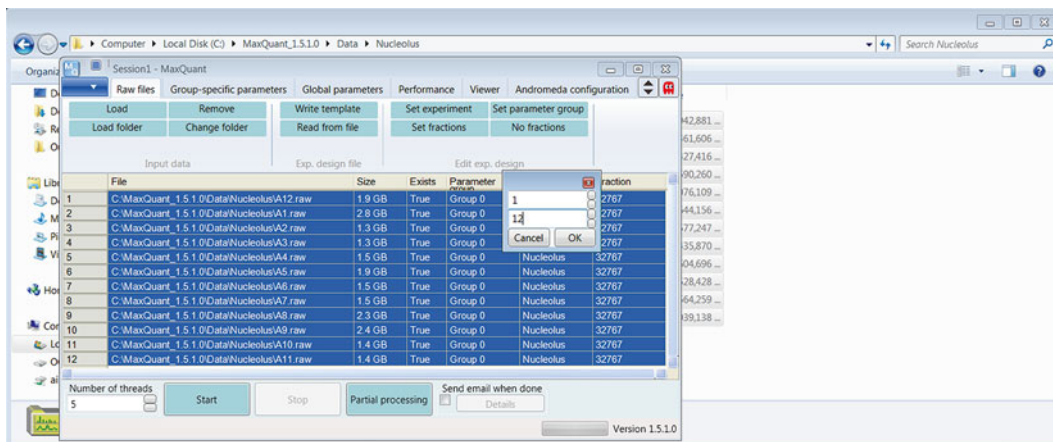 Computer ▸ Local Disk (C:) ▸ MaxQuant_1.5.1.0 ▸ Data ▸ Nucleolus
Search Nucleolus
Organiz
Session1 - MaxQuant
Raw files Group-specific parameters Global parameters Performance Viewer Andromeda configuration
Load Remove Write template Set experiment Set parameter group
Load folder Change folder Read from file Set fractions No fractions
Input data Exp. design file Edit exp. design
File Size Exists Parameter group raction
1 C:\MaxQuant_1.5.1.0\Data\Nucleolus\A12.raw 1.9 GB True Group 0 2767
2 C:\MaxQuant_1.5.1.0\Data\Nucleolus\A1.raw 2.8 GB True Group 0 2767
3 C:\MaxQuant_1.5.1.0\Data\Nucleolus\A2.raw 1.3 GB True Group 0 2767
4 C:\MaxQuant_1.5.1.0\Data\Nucleolus\A3.raw 1.3 GB True Group 0 2767
5 C:\MaxQuant_1.5.1.0\Data\Nucleolus\A4.raw 1.5 GB True Group 0 Nucleolus 32767
6 C:\MaxQuant_1.5.1.0\Data\Nucleolus\A5.raw 1.9 GB True Group 0 Nucleolus 32767
7 C:\MaxQuant_1.5.1.0\Data\Nucleolus\A6.raw 1.5 GB True Group 0 Nucleolus 32767
8 C:\MaxQuant_1.5.1.0\Data\Nucleolus\A7.raw 1.5 GB True Group 0 Nucleolus 32767
9 C:\MaxQuant_1.5.1.0\Data\Nucleolus\A8.raw 2.3 GB True Group 0 Nucleolus 32767
10 C:\MaxQuant_1.5.1.0\Data\Nucleolus\A9.raw 2.4 GB True Group 0 Nucleolus 32767
11 C:\MaxQuant_1.5.1.0\Data\Nucleolus\A10.raw 1.4 GB True Group 0 Nucleolus 32767
12 C:\MaxQuant_1.5.1.0\Data\Nucleolus\A11.raw 1.4 GB True Group 0 Nucleolus 32767
1
12
Cancel OK
Number of threads Send email when done
5 Start Stop Partial processing Details
Version 1.5.1.0